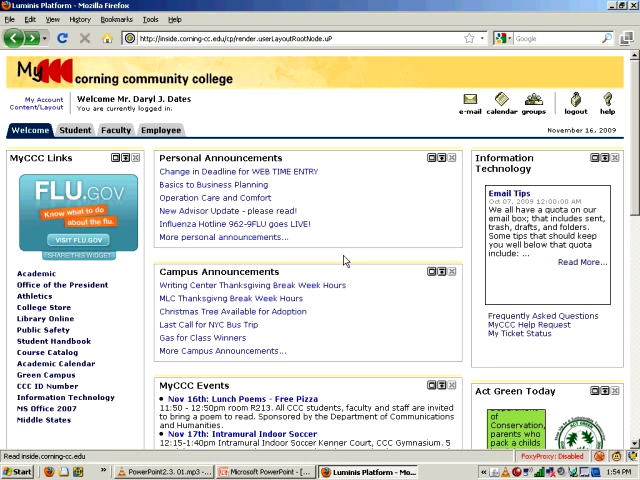 Luminis Platform - Mozilla Firefox
File Edit View History Bookmarks Tools Help
http://inside.corning-cc.edu/cp/render.userLayoutRootNode.uP
Google
My CCC corning community college
My Account
Content/Layout
Welcome Mr. Daryl J. Dates
You are currently logged in.
e-mail calendar groups logout help
Welcome Student Faculty Employee
November 16, 2009
MyCCC Links
FLU.GOV
Know what to do
about the flu.
VISIT FLU.GOV
SHARE THIS WIDGET
Academic
Office of the President
Athletics
College Store
Library Online
Public Safety
Student Handbook
Course Catalog
Academic Calendar
Green Campus
CCC ID Number
Information Technology
MS Office 2007
Middle States
Personal Announcements
Change in Deadline for WEB TIME ENTRY
Basics to Business Planning
Operation Care and Comfort
New Advisor Update - please read!
Influenza Hotline 962-9FLU goes LIVE!
More personal announcements...
Campus Announcements
Writing Center Thanksgiving Break Week Hours
MLC Thanksgivng Break Week Hours
Christmas Tree Available for Adoption
Last Call for NYC Bus Trip
Gas for Class Winners
More Campus Announcements...
MyCCC Events
Nov 16th: Lunch Poems - Free Pizza
11:50 - 12:50pm room R213. All CCC students, faculty and staff are invited
to bring a poem to read. Sponsored by the Department of Communications
and Humanities.
Nov 17th: Intramural Indoor Soccer
12:15-1:40pm Intramural Indoor Soccer Kenner Court, CCC Gymnasium. 5
Information
Technology
Email Tips
Oct 07, 2009 12:00:00 AM
We all have a quota on our
email box; that includes sent,
trash, drafts, and folders.
Some tips that should keep
you well below that quota
include: ...
Read More...
Frequently Asked Questions
MyCCC Help Request
My Ticket Status
Act Green Today
Department
of
Conservation,
parents who
pack a child's
Read inside.corning-cc.edu
FoxyProxy: Disabled
Start
PowerPoint2.3. 01.mp3 -...
Microsoft PowerPoint - [...
Luminis Platform - Mo...
1:54 PM